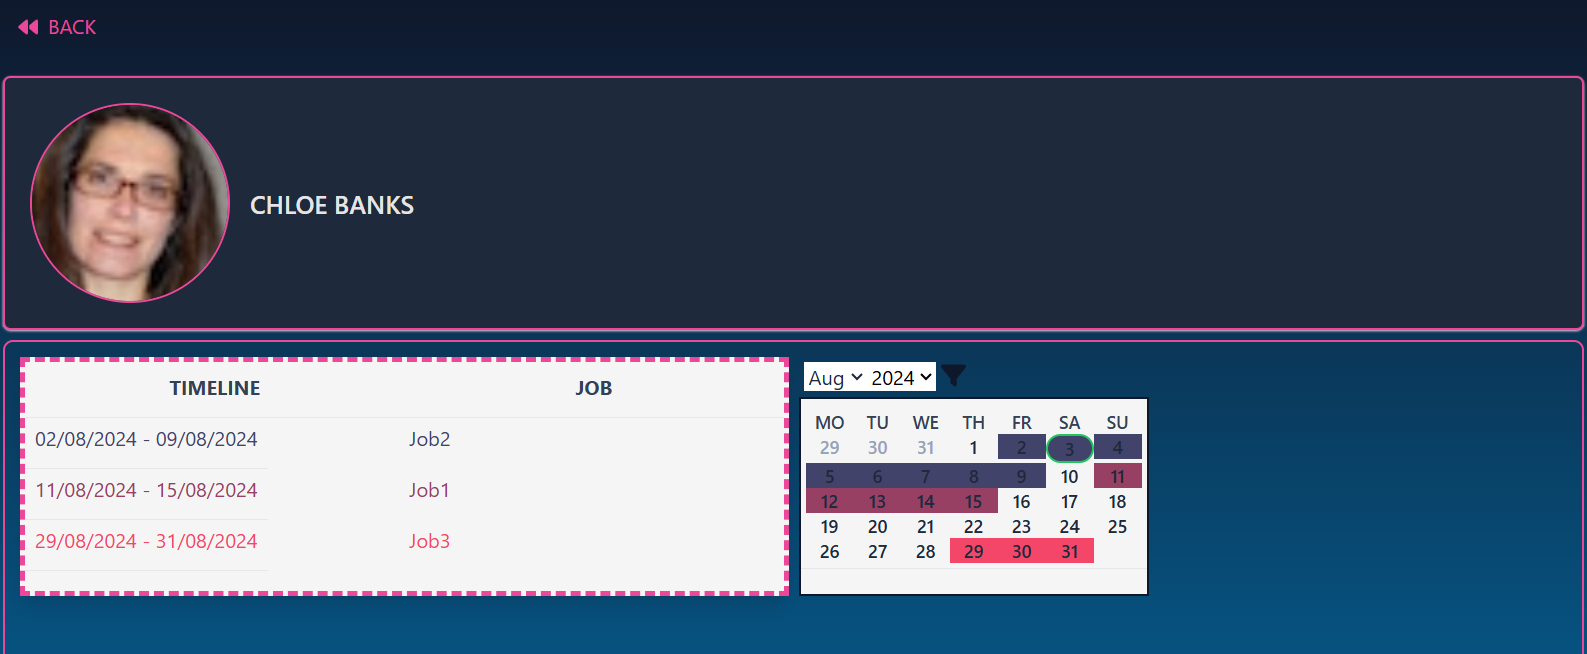 BACK
CHLOE BANKS
TIMELINE JOB
02/08/2024 - 09/08/2024 Job2
11/08/2024 - 15/08/2024 Job1
29/08/2024 - 31/08/2024 Job3
Aug 2024
MO TU WE TH FR SA SU
29 30 31 1 2 3 4
5 6 7 8 9 10 11
12 13 14 15 16 17 18
19 20 21 22 23 24 25
26 27 28 29 30 31